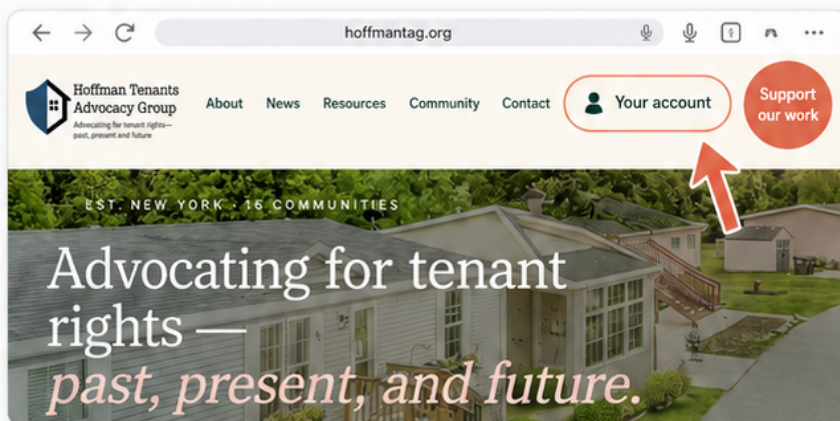 hoffmantag.org
Hoffman Tenants
Advocacy Group
Advocating for tenant rights—
past, present and future
About
News
Resources
Community
Contact
Your account
Support
our work
EST. NEW YORK · 16 COMMUNITIES
Advocating for tenant
rights —
past, present, and future.